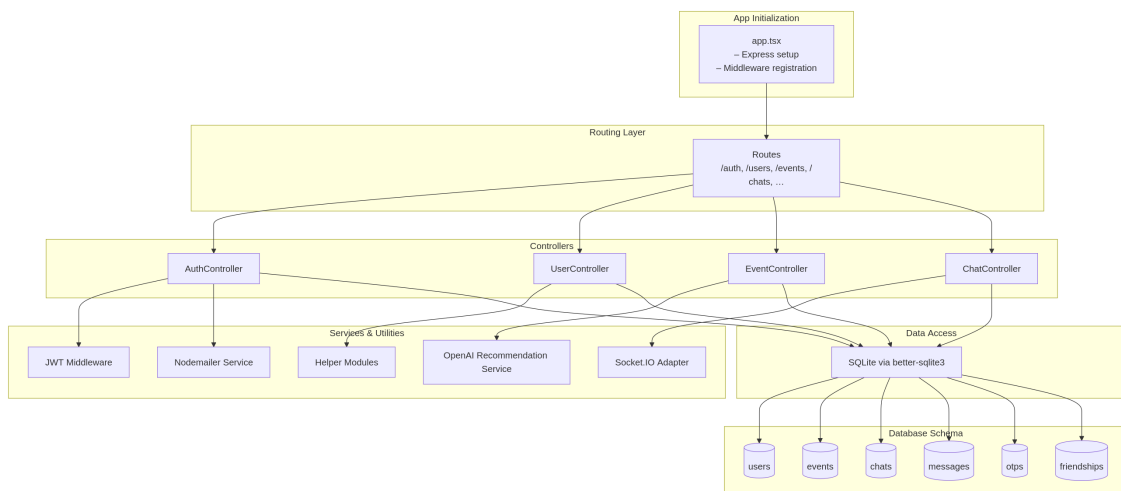 App Initialization
app.tsx
– Express setup
– Middleware registration
Routing Layer
Routes
/auth, /users, /events, /
chats, …
Controllers
AuthController
UserController
EventController
ChatController
Services & Utilities
JWT Middleware
Nodemailer Service
Helper Modules
OpenAI Recommendation
Service
Socket.IO Adapter
Data Access
SQLite via better-sqlite3
Database Schema
users
events
chats
messages
otps
friendships